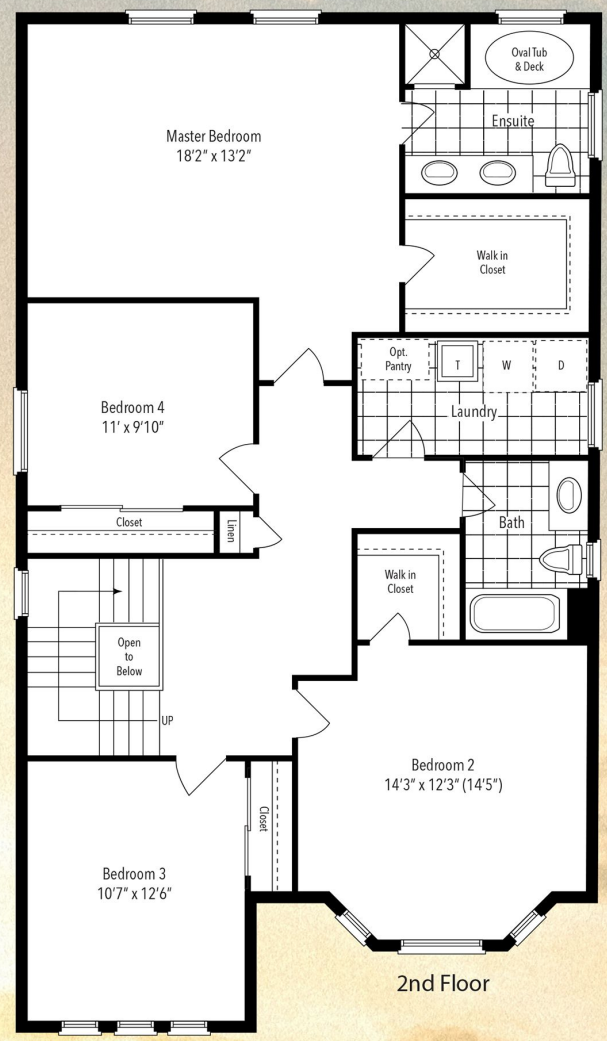 Oval Tub
& Deck
Ensuite
Master Bedroom
18'2" x 13'2"
Walk in
Closet
Opt.
Pantry
T
W
D
Laundry
Bedroom 4
11' x 9'10"
Closet
Linen
Bath
Walk in
Closet
Open
to
Below
UP
Bedroom 2
14'3" x 12'3" (14'5")
Closet
Bedroom 3
10'7" x 12'6"
2nd Floor